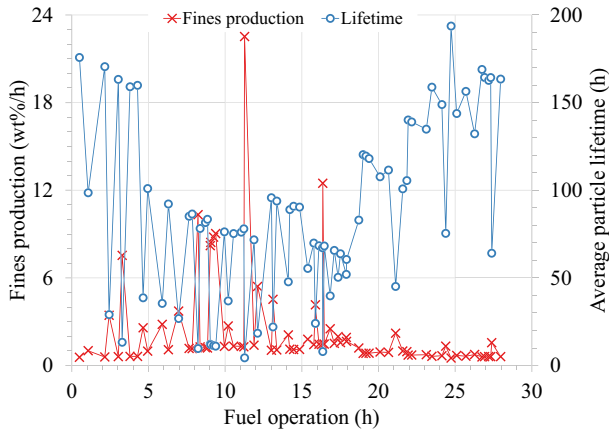 Fines production Lifetime
24 200
18 150
12 100
6 50
0 0
0 5 10 15 20 25 30
Fuel operation (h)
Fines production (wt%/h)
Average particle lifetime (h)